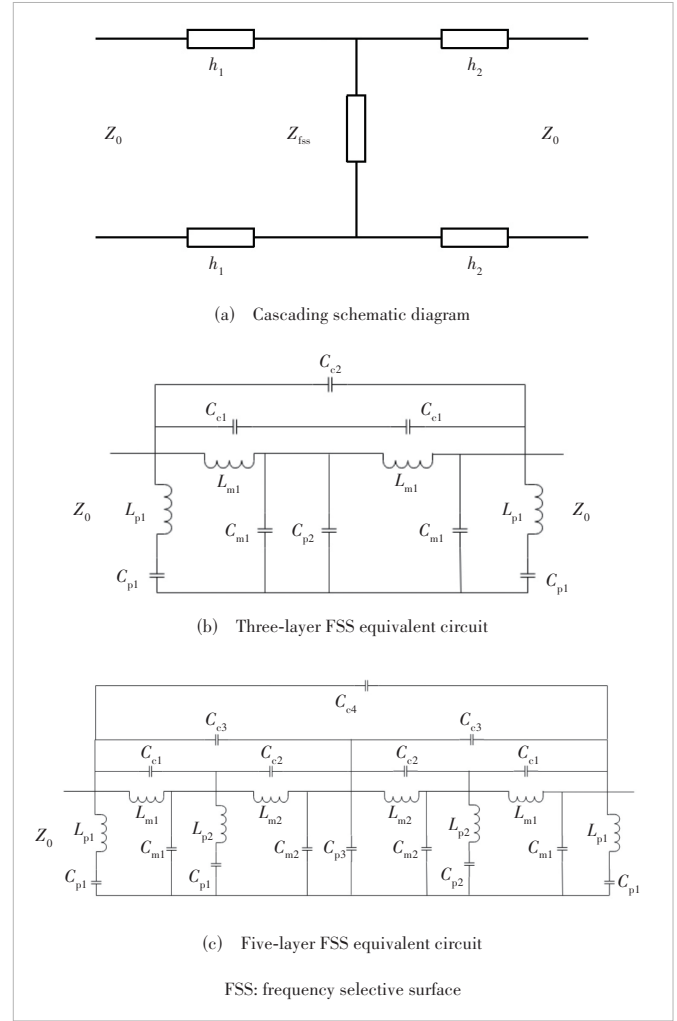 h1 h2
Z0 Zfss Z0
h1 h2
(a) Cascading schematic diagram
Cc2
Cc1 Cc1
Lm1 Lm1
Z0 Lp1 Cm1 Cp2 Cm1 Lp1 Z0
Cp1 Cp1
(b) Three-layer FSS equivalent circuit
Cc4
Cc3 Cc3
Cc1 Cc2 Cc2 Cc1
Lm1 Lm2 Lm2 Lm1
Z0 Lp1 Lp2 Lp2 Lp1
Cm1 Cm2 Cp3 Cm2 Cm1
Cp1 Cp1 Cp2 Cp1
(c) Five-layer FSS equivalent circuit
FSS: frequency selective surface